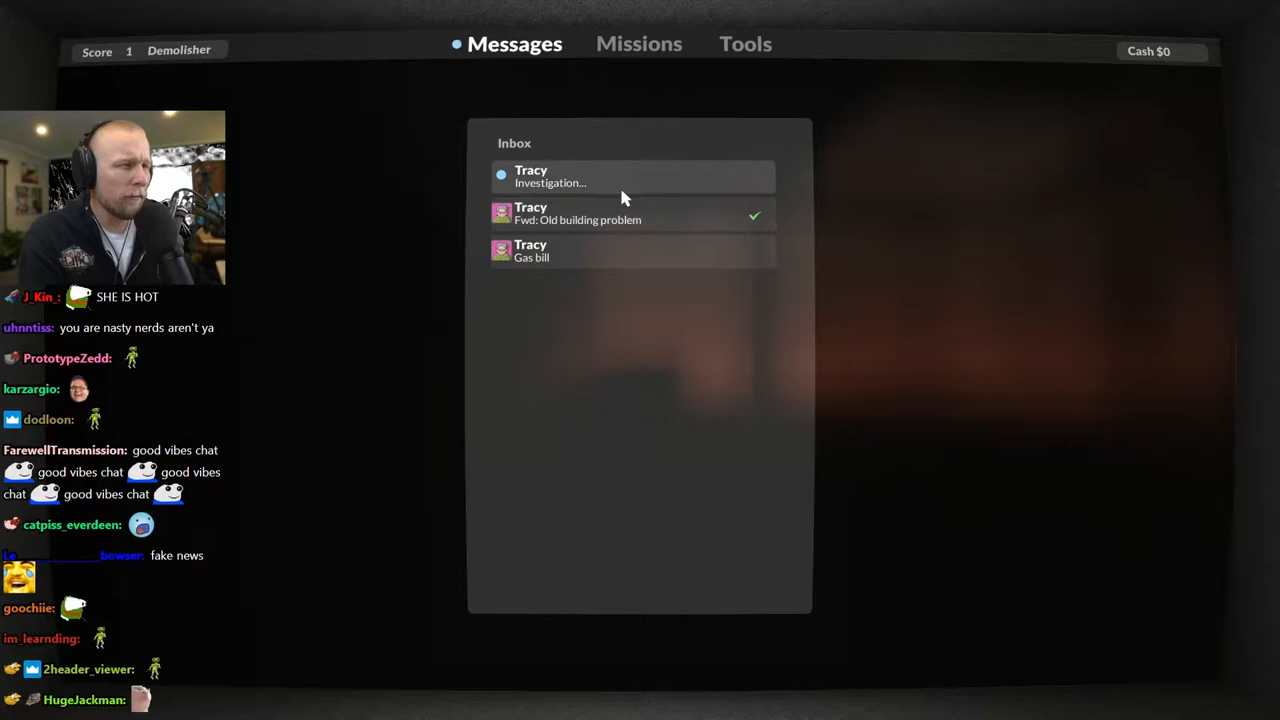 Score 1 Demolisher
Messages Missions Tools
Cash $0
Inbox
Tracy
Investigation...
Tracy
Fwd: Old building problem
Tracy
Gas bill
J_Kin_: SHE IS HOT
uhnntiss: you are nasty nerds aren't ya
PrototypeZedd:
karzargio:
dodloon:
FarewellTransmission: good vibes chat
good vibes chat good vibes
chat good vibes chat
catpiss_everdeen:
bowser: fake news
goochiie:
im_learnding:
2header_viewer:
HugeJackman: